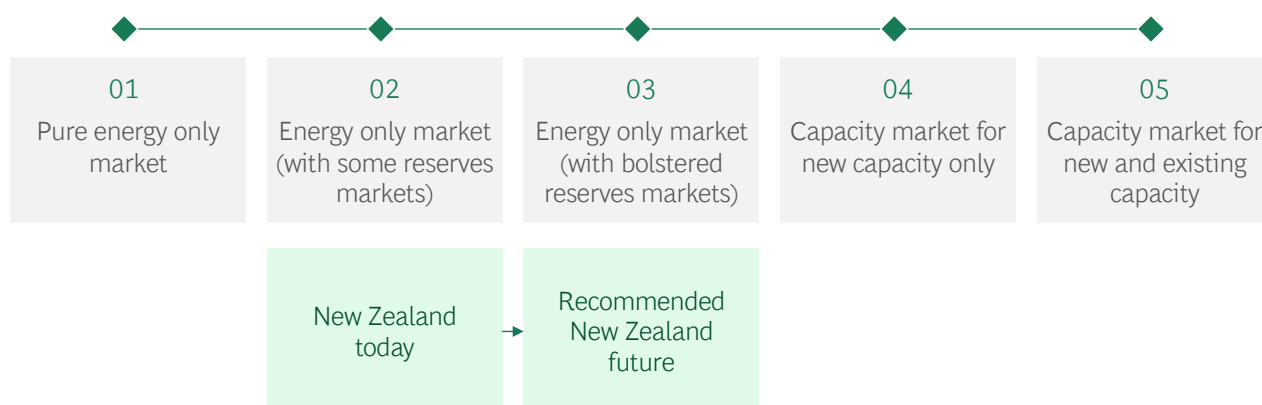 01
Pure energy only
market
02
Energy only market
(with some reserves
markets)
03
Energy only market
(with bolstered
reserves markets)
04
Capacity market for
new capacity only
05
Capacity market for
new and existing
capacity
New Zealand
today
Recommended
New Zealand
future